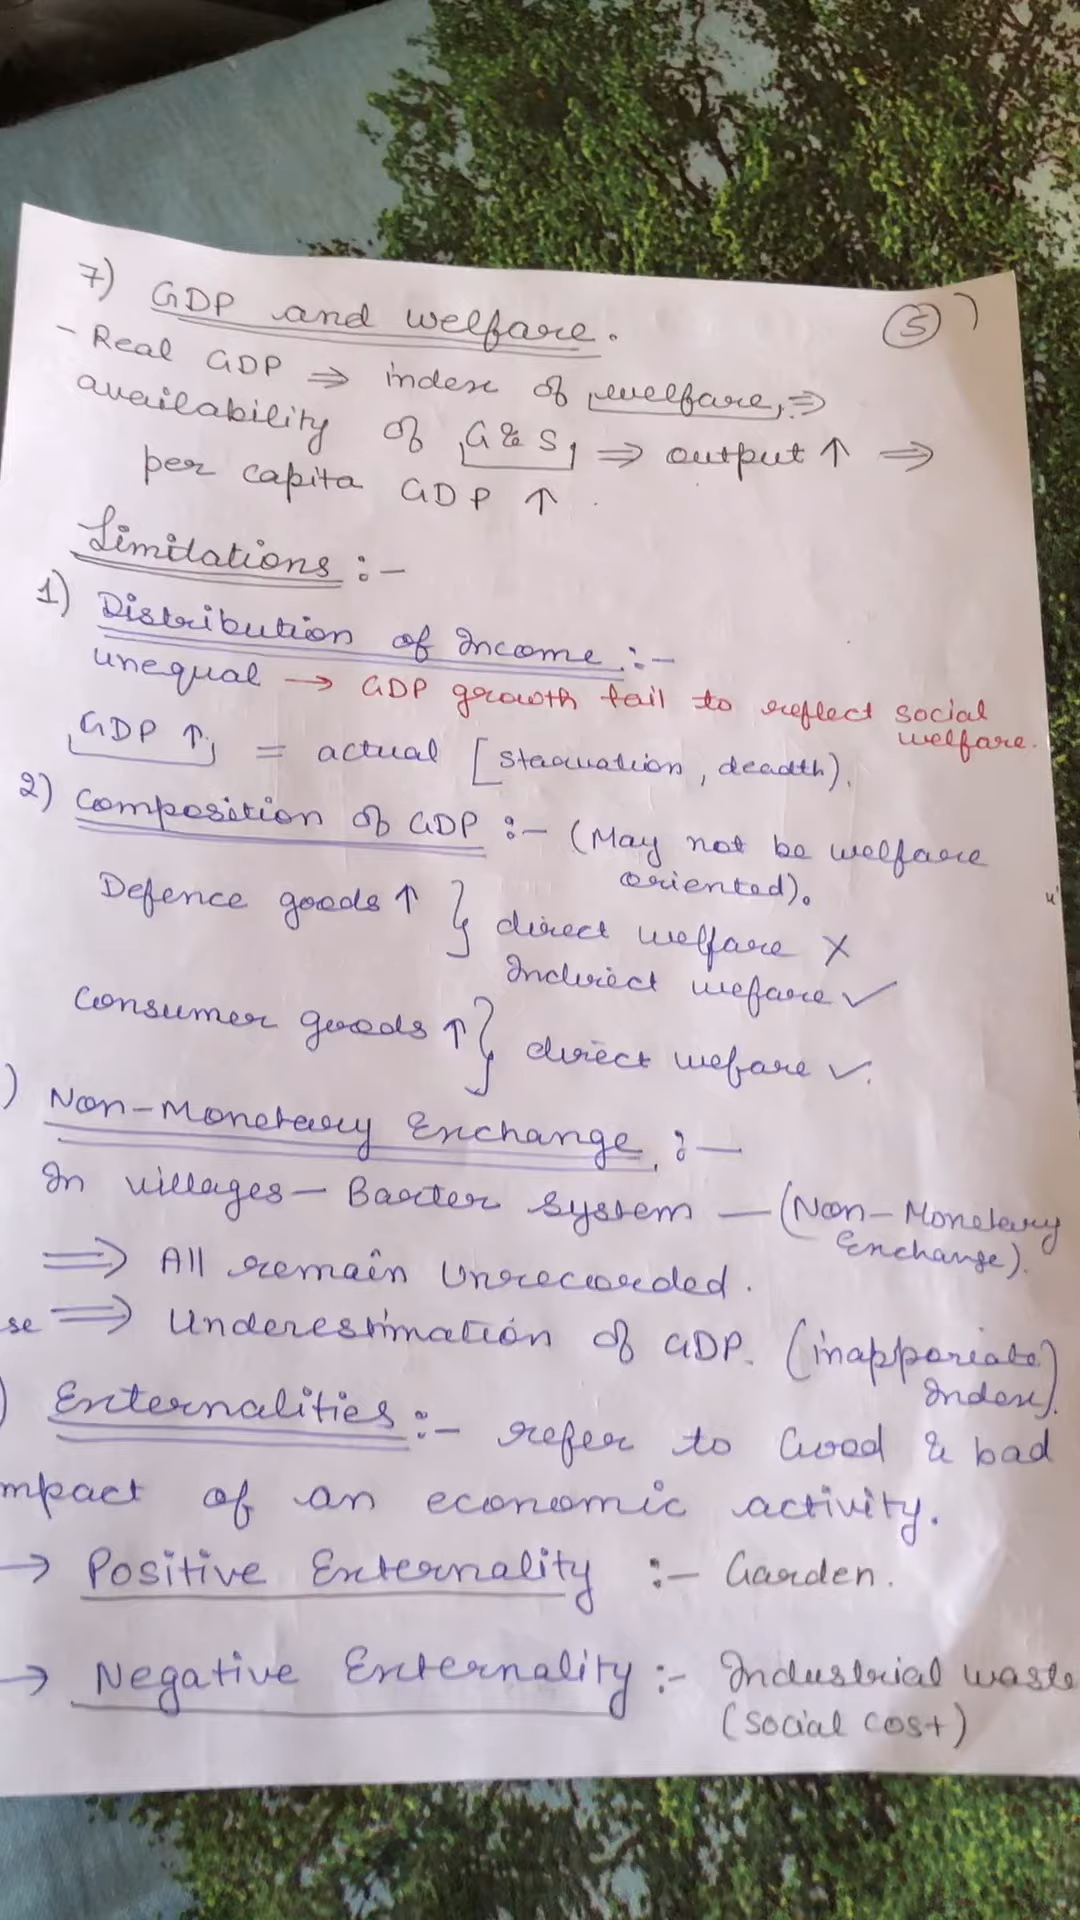 7) GDP and welfare.
(5) )
- Real GDP ⇒ index of welfare, ⇒
availability of G & S, ⇒ output ↑ ⇒
per capita GDP ↑.
Limitations :-
1) Distribution of Income :-
unequal → GDP growth fail to reflect social
welfare.
GDP ↑ = actual [starvation, deadth).
2) Composition of GDP :- (May not be welfare
oriented).
Defence goods ↑ } direct welfare X
Indirect wefare ✓
Consumer goods ↑ } direct wefare ✓.
) Non-Monetary Exchange :-
In villages - Barter system - (Non-Monetary
Exchange).
⇒ All remain Unrecorded.
se ⇒ Underestimation of GDP. (inapporiate)
Index).
) Externalities :- refer to Good & bad
mpact of an economic activity.
→ Positive Externality :- Garden.
→ Negative Externality :- Industrial waste
(social cost)